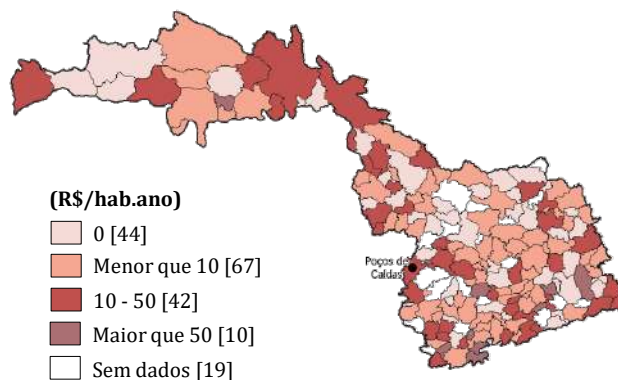 (R$/hab.ano)
0 [44]
Menor que 10 [67]
10 - 50 [42]
Maior que 50 [10]
Sem dados [19]
Poços de
Caldas